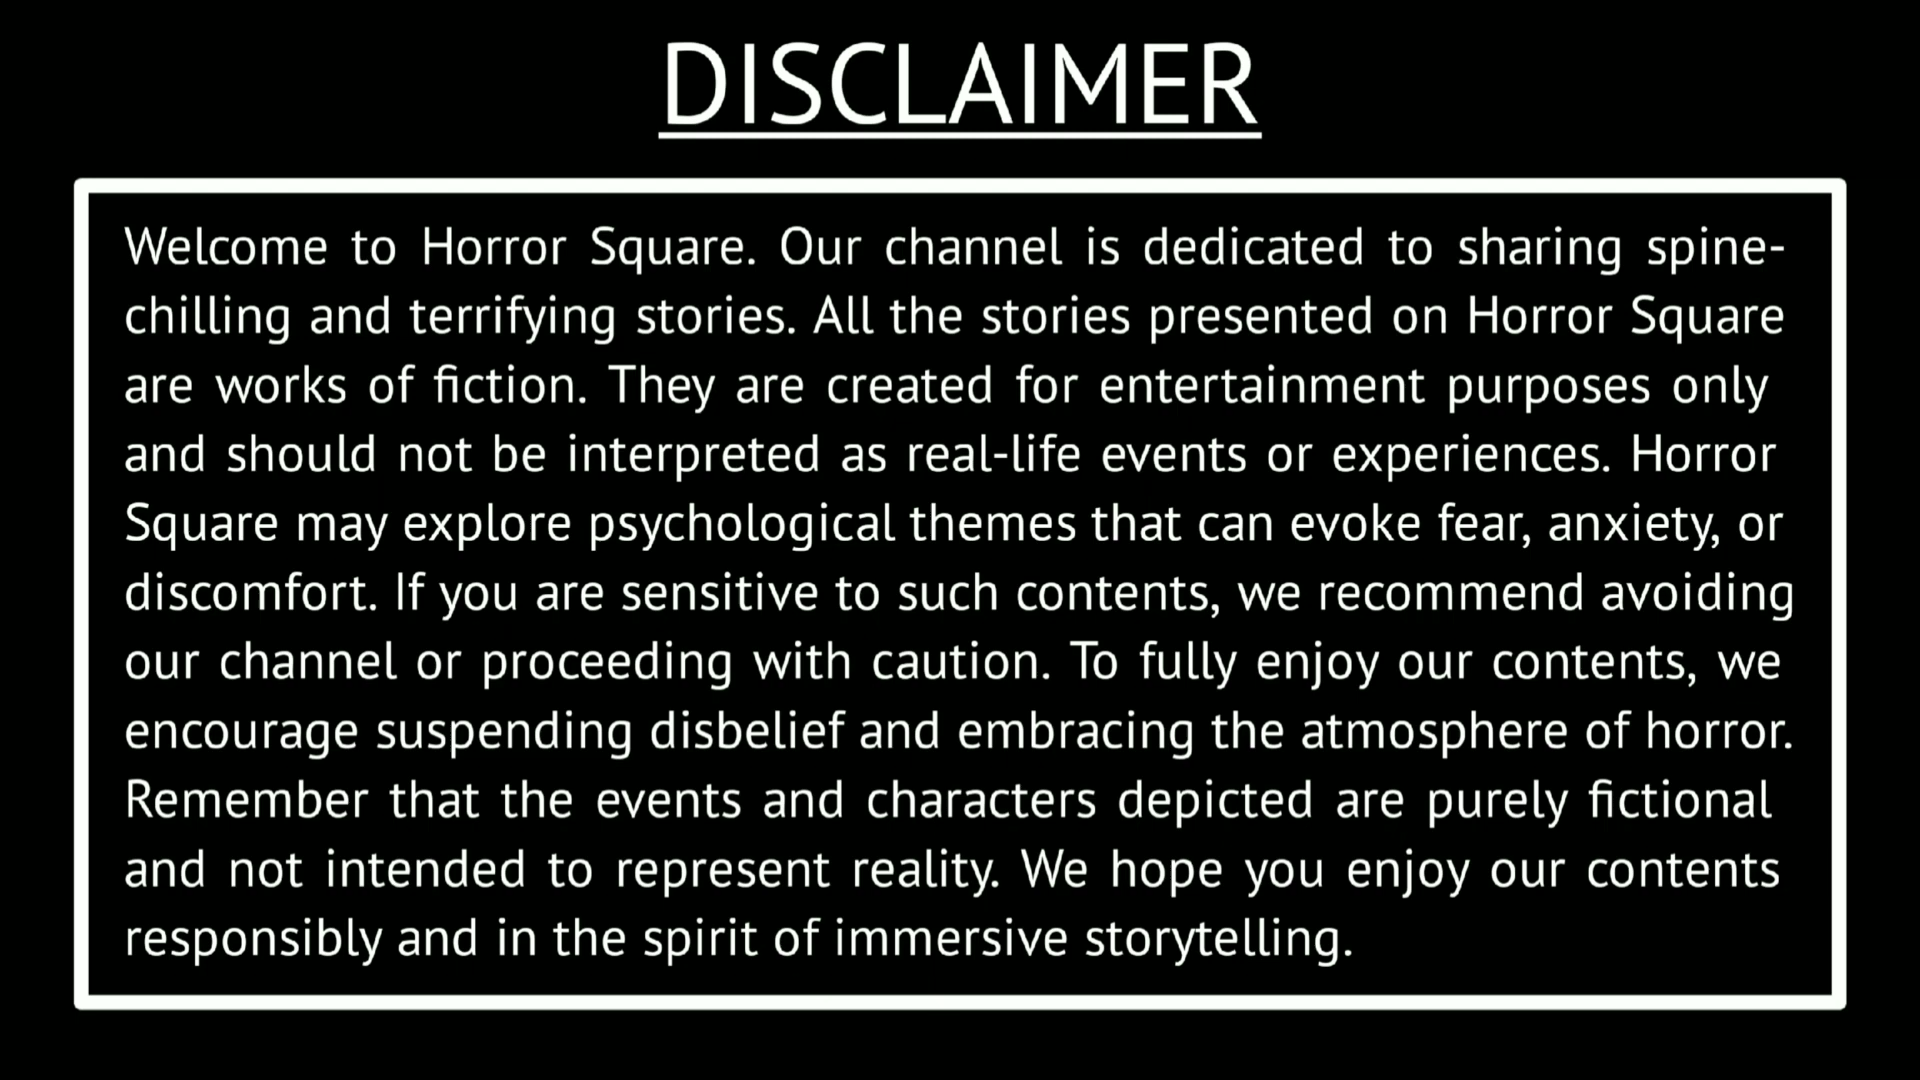 DISCLAIMER
Welcome to Horror Square. Our channel is dedicated to sharing spine-
chilling and terrifying stories. All the stories presented on Horror Square
are works of fiction. They are created for entertainment purposes only
and should not be interpreted as real-life events or experiences. Horror
Square may explore psychological themes that can evoke fear, anxiety, or
discomfort. If you are sensitive to such contents, we recommend avoiding
our channel or proceeding with caution. To fully enjoy our contents, we
encourage suspending disbelief and embracing the atmosphere of horror.
Remember that the events and characters depicted are purely fictional
and not intended to represent reality. We hope you enjoy our contents
responsibly and in the spirit of immersive storytelling.